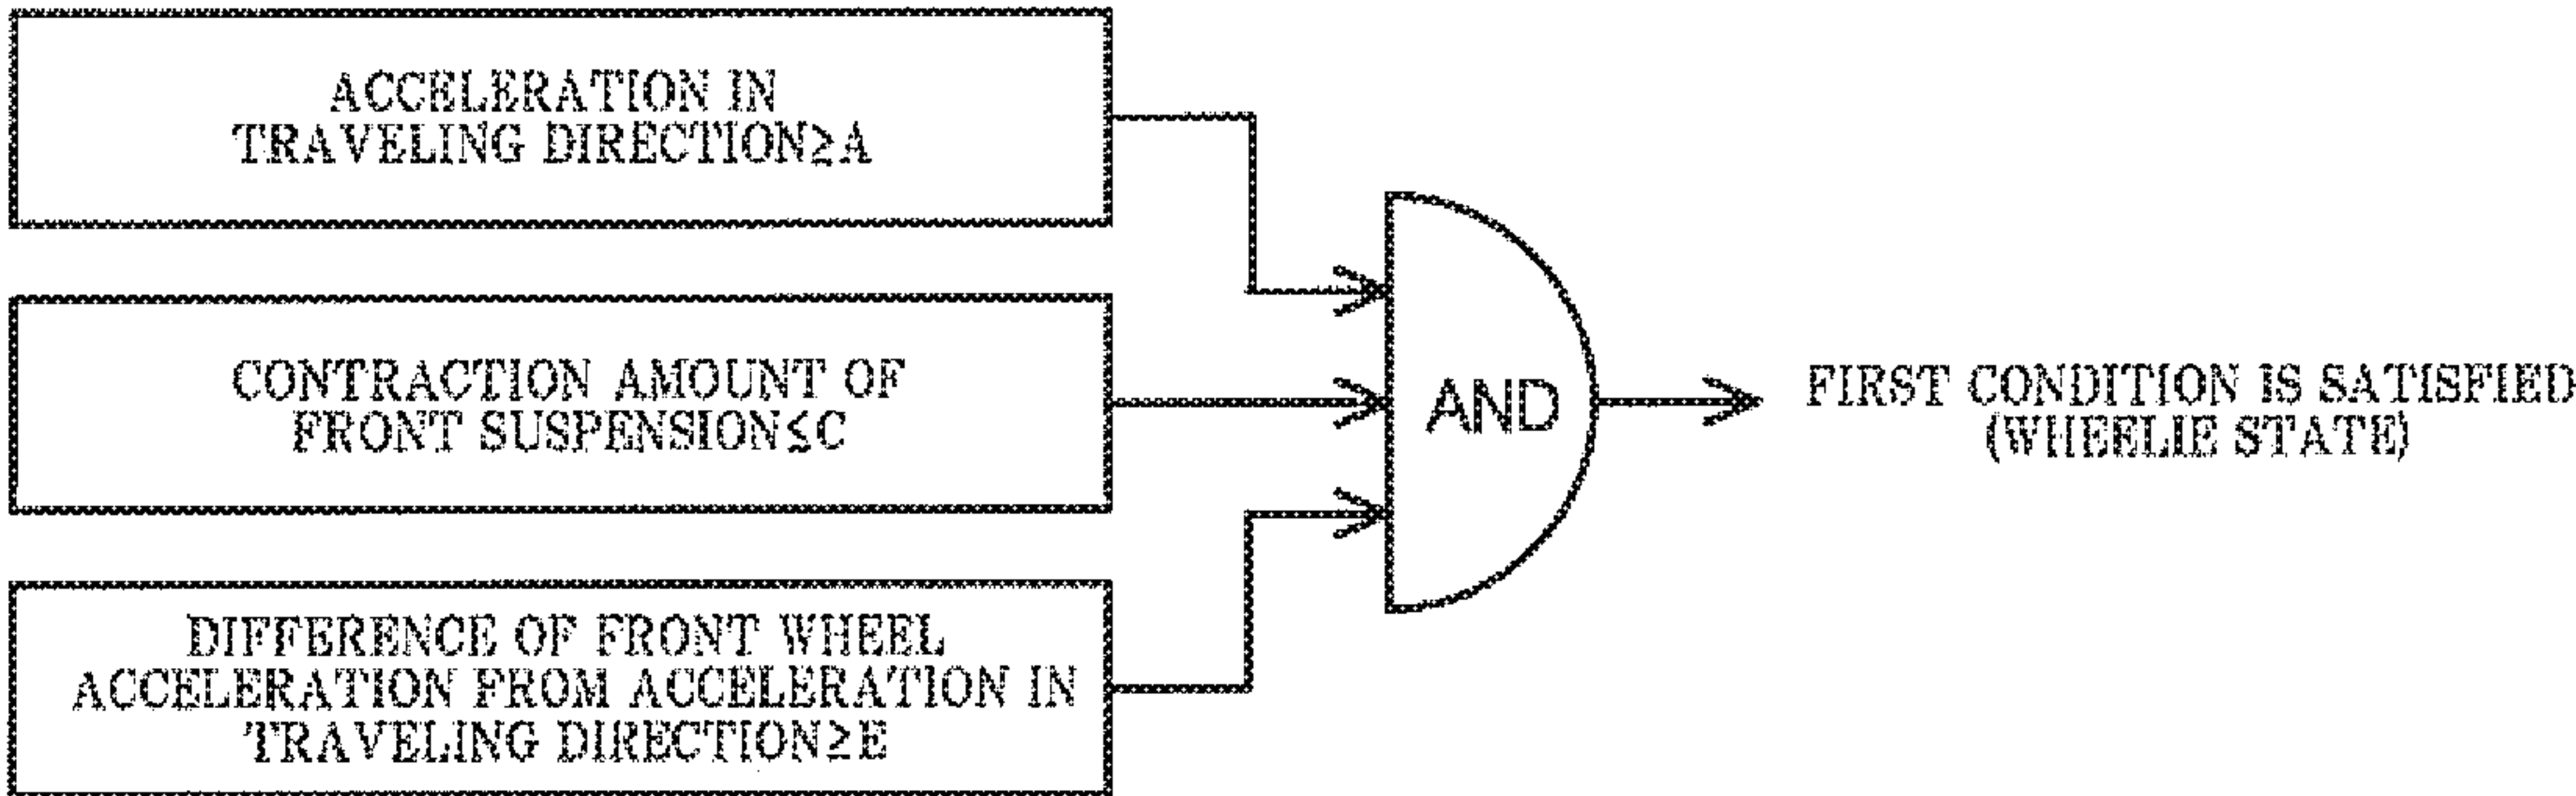 ACCELERATION IN
TRAVELING DIRECTION≥A
CONTRACTION AMOUNT OF
FRONT SUSPENSION≤C
DIFFERENCE OF FRONT WHEEL
ACCELERATION FROM ACCELERATION IN
TRAVELING DIRECTION≥E
AND
FIRST CONDITION IS SATISFIED
(WHEELIE STATE)